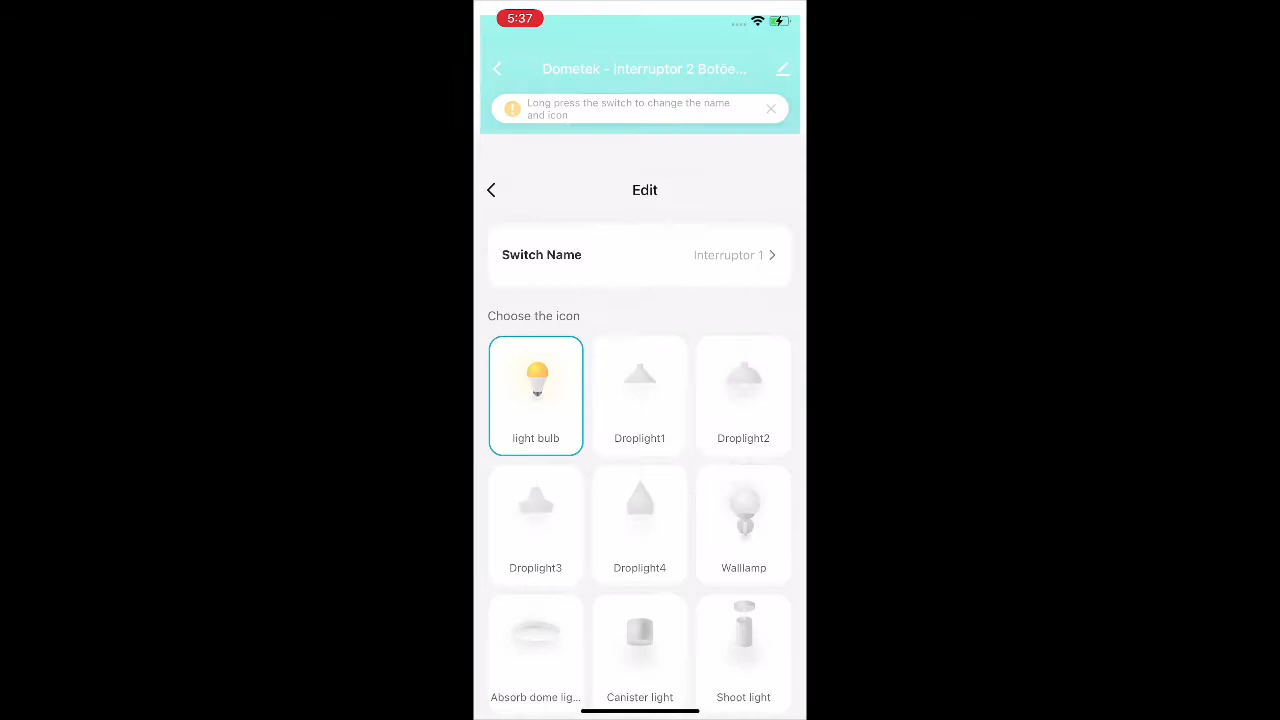 5:37
Dometek - Interruptor 2 Botõe...
Long press the switch to change the name
and icon
Edit
Switch Name
Interruptor 1
Choose the icon
light bulb
Droplight1
Droplight2
Droplight3
Droplight4
Walllamp
Absorb dome lig...
Canister light
Shoot light